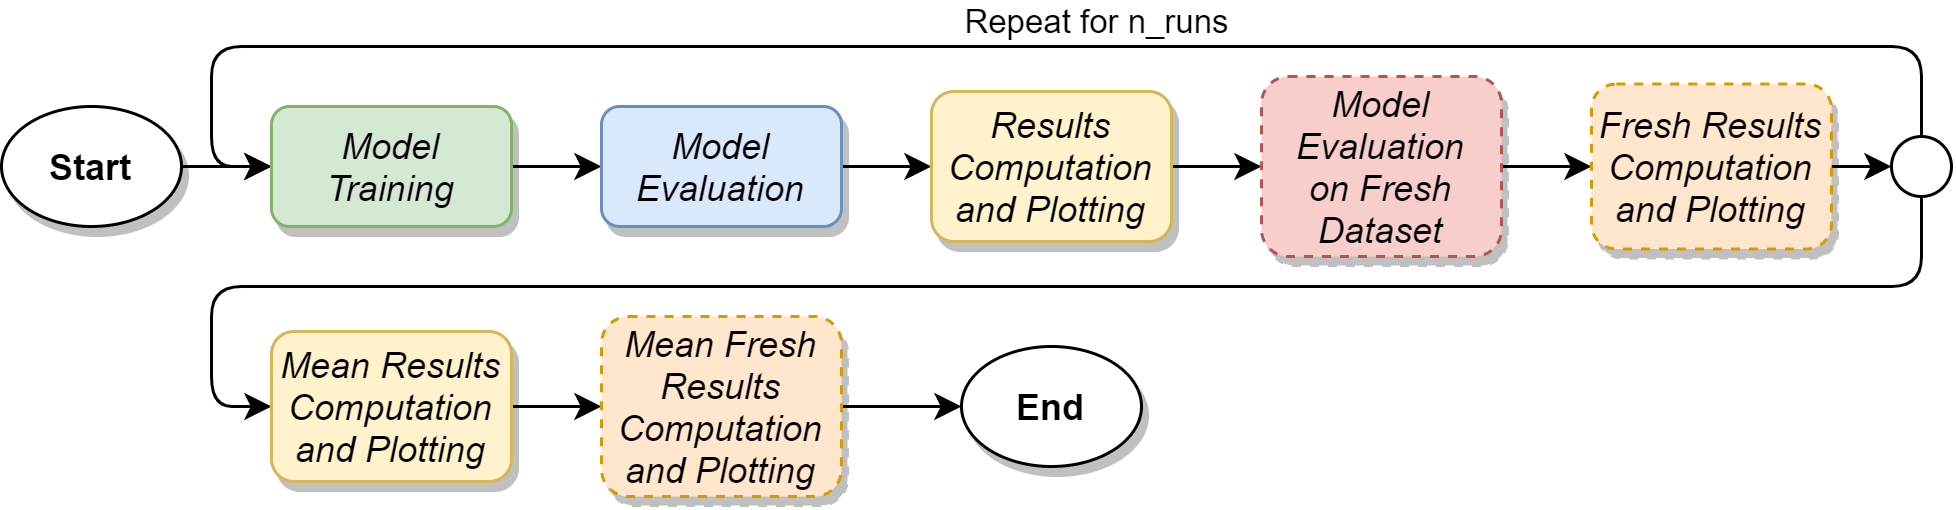 Repeat for n_runs
Start
Model
Training
Model
Evaluation
Results
Computation
and Plotting
Model
Evaluation
on Fresh
Dataset
Fresh Results
Computation
and Plotting
Mean Results
Computation
and Plotting
Mean Fresh
Results
Computation
and Plotting
End